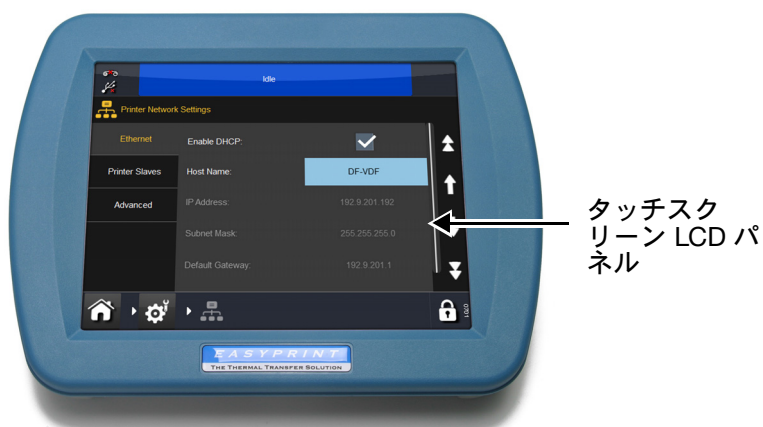 Idle
Printer Network Settings
Ethernet
Enable DHCP:
Printer Slaves
Host Name:
DF-VDF
Advanced
IP Address:
192.9.201.192
Subnet Mask:
255.255.255.0
Default Gateway:
192.9.201.1
EASYPRINT
THE THERMAL TRANSFER SOLUTION
タッチスク
リーン LCD パ
ネル